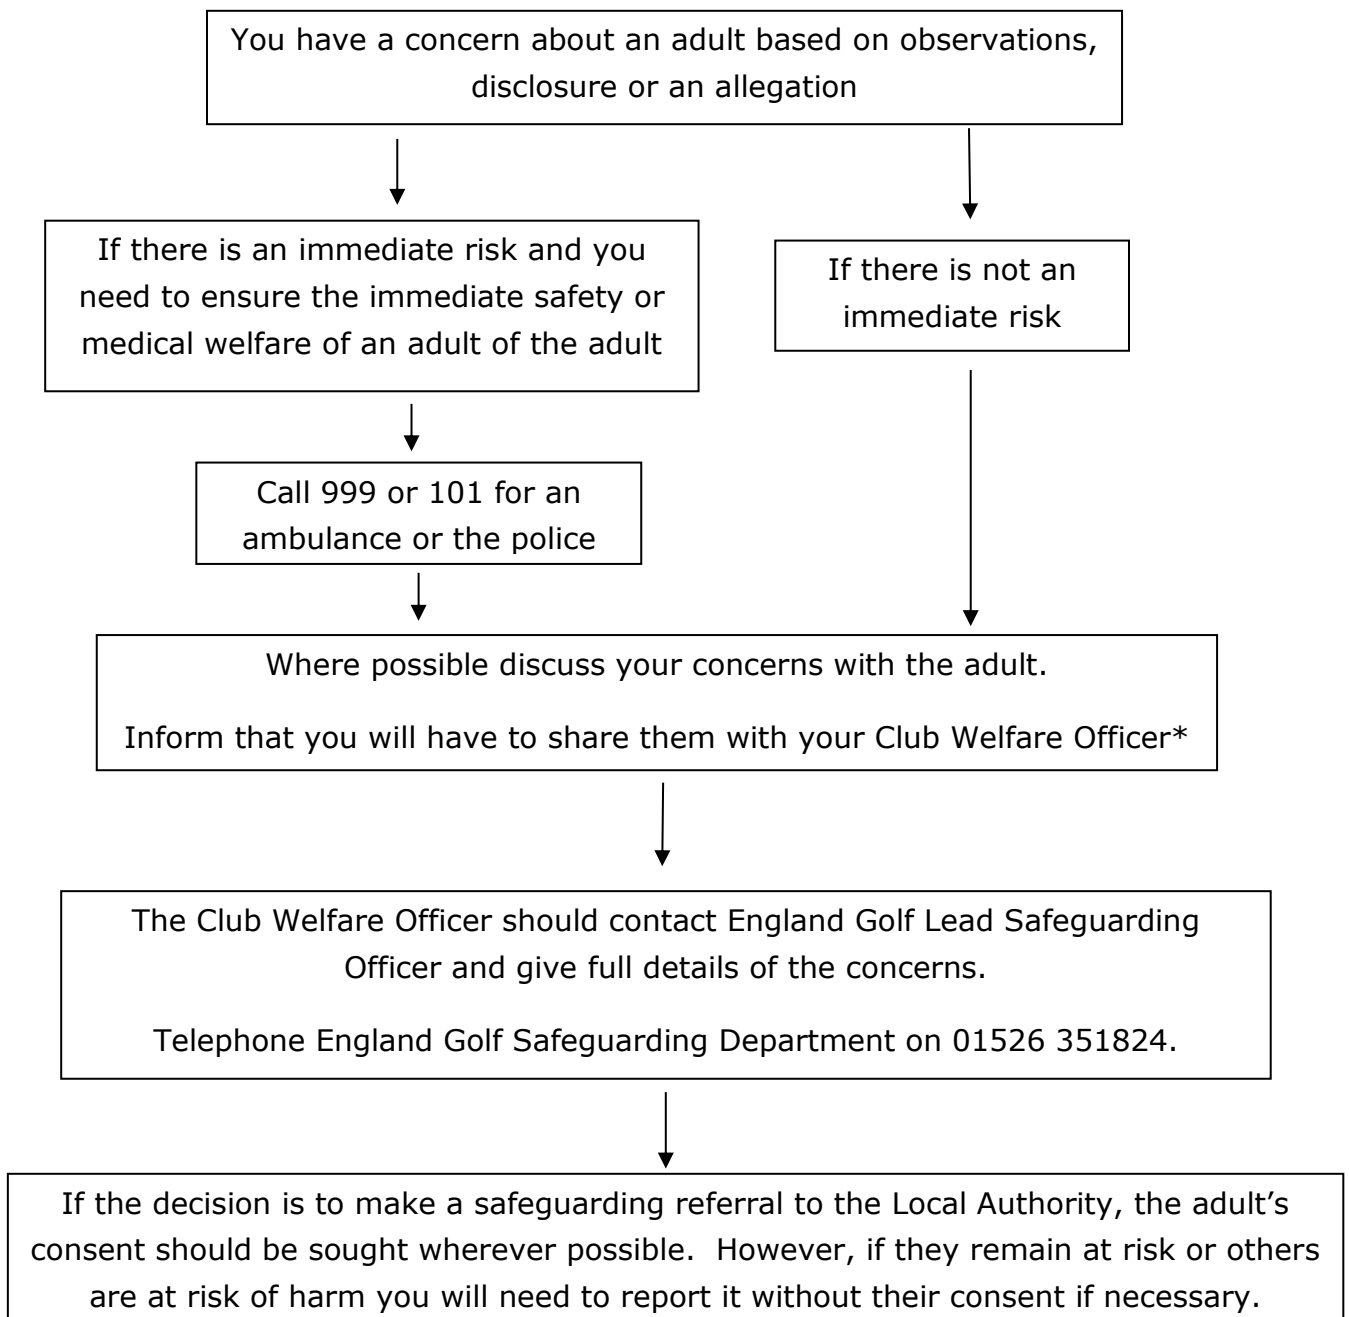 You have a concern about an adult based on observations,
disclosure or an allegation
If there is an immediate risk and you
need to ensure the immediate safety or
medical welfare of an adult of the adult
If there is not an
immediate risk
Call 999 or 101 for an
ambulance or the police
Where possible discuss your concerns with the adult.
Inform that you will have to share them with your Club Welfare Officer*
The Club Welfare Officer should contact England Golf Lead Safeguarding
Officer and give full details of the concerns.
Telephone England Golf Safeguarding Department on 01526 351824.
If the decision is to make a safeguarding referral to the Local Authority, the adult’s
consent should be sought wherever possible.  However, if they remain at risk or others
are at risk of harm you will need to report it without their consent if necessary.